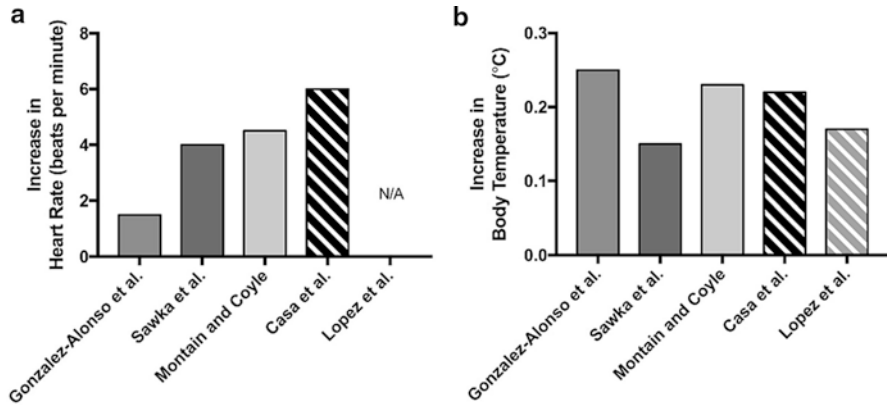 a
Increase in
Heart Rate (beats per minute)
8
6
4
2
0
N/A
Gonzalez-Alonso et al.
Sawka et al.
Montain and Coyle
Casa et al.
Lopez et al.
b
Increase in
Body Temperature (°C)
0.3
0.2
0.1
0.0
Gonzalez-Alonso et al.
Sawka et al.
Montain and Coyle
Casa et al.
Lopez et al.